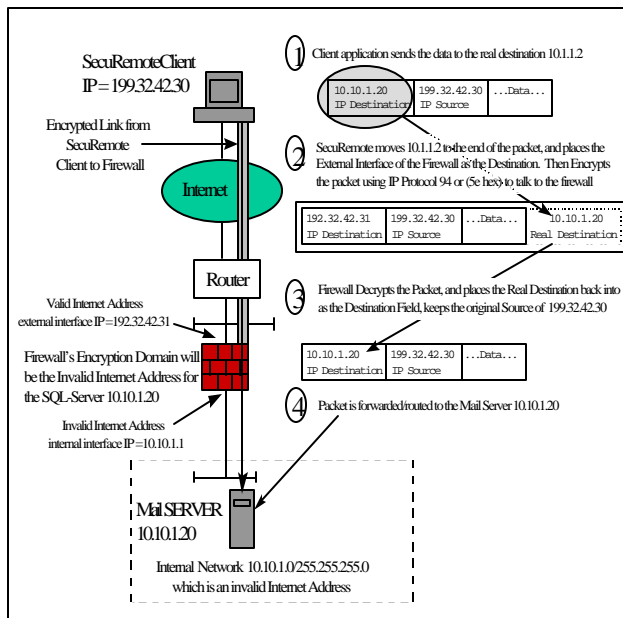 SecuRemote Client
IP = 199.32.42.30
Encrypted Link from
SecuRemote
Client to Firewall
Internet
Router
Valid Internet Address
external interface IP = 192.32.42.31
Firewall's Encryption Domain will
be the Invalid Internet Address for
the SQL-Server 10.10.1.20
Invalid Internet Address
internal interface IP = 10.10.1.1
Mail SERVER
10.10.1.20
Internal Network 10.10.1.0/255.255.255.0
which is an invalid Internet Address
1 Client application sends the data to the real destination 10.1.1.2
10.10.1.20 199.32.42.30 ...Data...
IP Destination IP Source
2 SecuRemote moves 10.1.1.2 to the end of the packet, and places the
External Interface of the Firewall as the Destination. Then Encrypts
the packet using IP Protocol 94 or (5e hex) to talk to the firewall
192.32.42.31 199.32.42.30 ...Data... 10.10.1.20
IP Destination IP Source Real Destination
3 Firewall Decrypts the Packet, and places the Real Destination back into
as the Destination Field, keeps the original Source of 199.32.42.30
10.10.1.20 199.32.42.30 ...Data...
IP Destination IP Source
4 Packet is forwarded/routed to the Mail Server 10.10.1.20